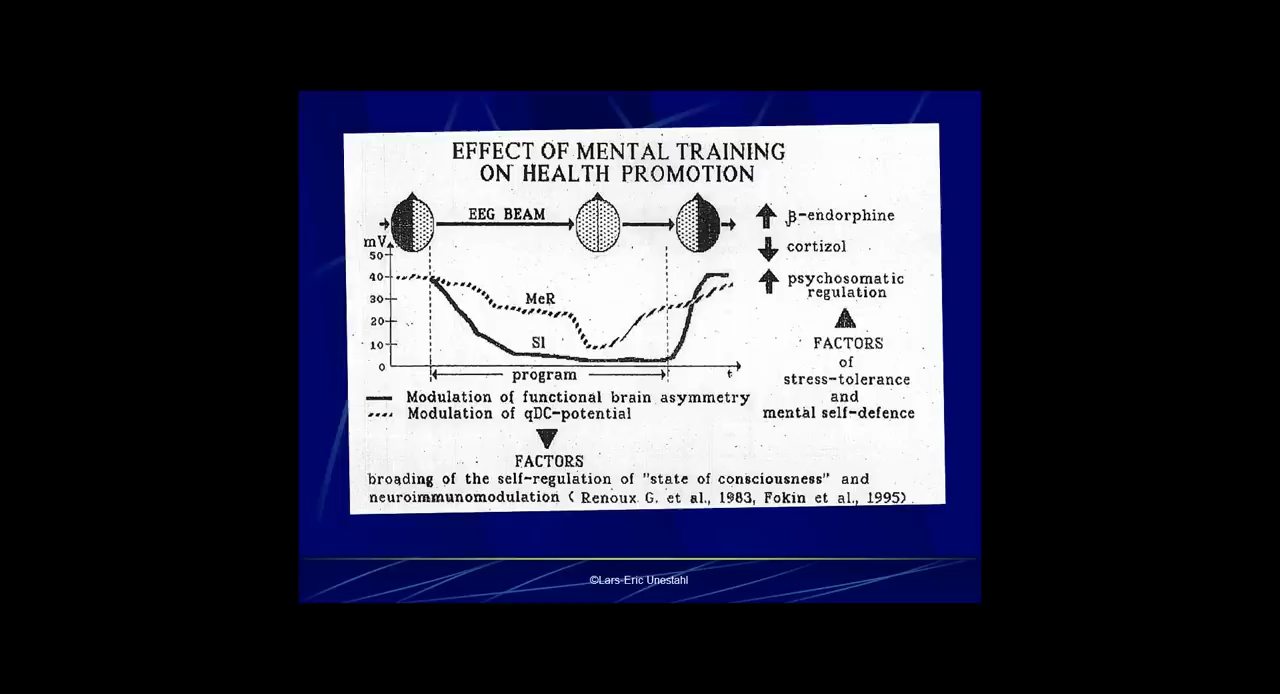 EFFECT OF MENTAL TRAINING
ON HEALTH PROMOTION
EEG BEAM
β-endorphine
cortizol
psychosomatic
regulation
FACTORS
of
stress-tolerance
and
mental self-defence
mV
50
40
30
20
10
0
MeR
Sl
program
t
Modulation of functional brain asymmetry
Modulation of qDC-potential
FACTORS
broading of the self-regulation of "state of consciousness" and
neuroimmunomodulation ( Renoux G. et al., 1983, Fokin et al., 1995)
©Lars-Eric Unestahl